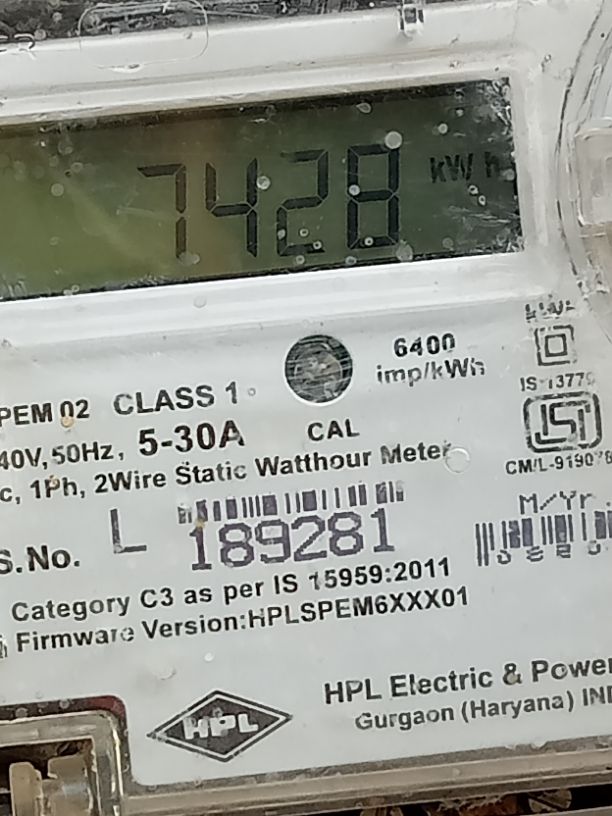 7428 kWh
6400
imp/kWh
PEM 02 CLASS 1
40V, 50Hz, 5-30A CAL
c, 1Ph, 2Wire Static Watthour Meter
S.No. L 189281
M/Yr.
Category C3 as per IS 15959:2011
Firmware Version:HPLSPEM6XXX01
HPL
HPL Electric & Power
Gurgaon (Haryana) INI